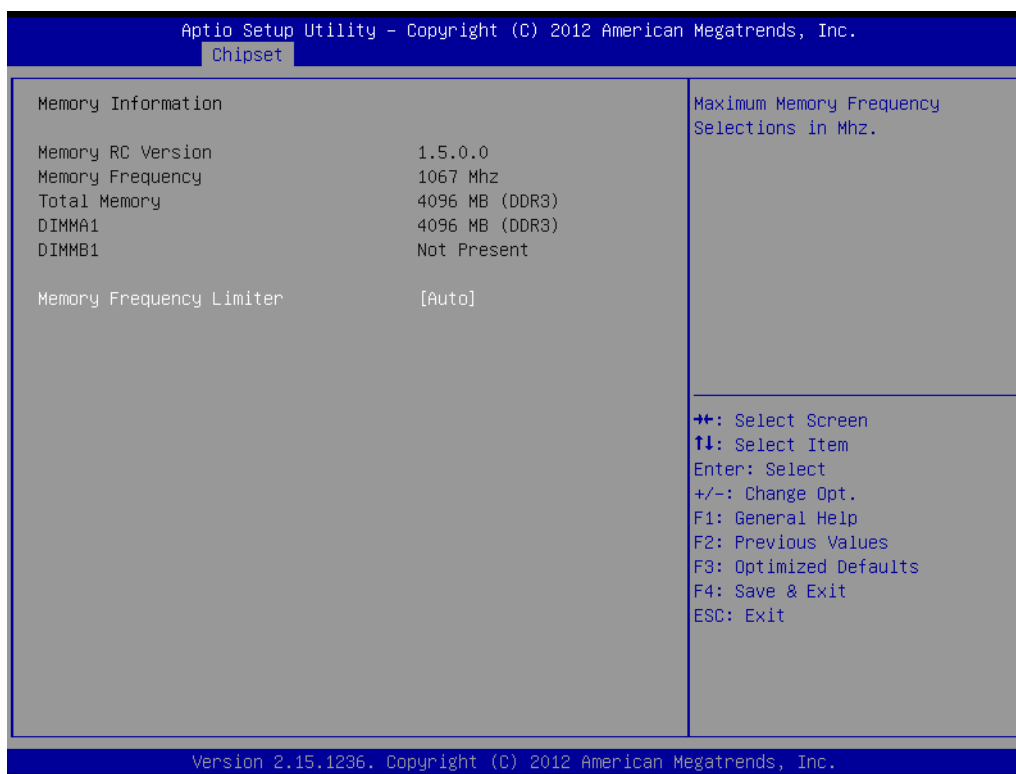 Aptio Setup Utility – Copyright (C) 2012 American Megatrends, Inc.
Chipset
Memory Information
Memory RC Version 1.5.0.0
Memory Frequency 1067 Mhz
Total Memory 4096 MB (DDR3)
DIMMA1 4096 MB (DDR3)
DIMMB1 Not Present
Memory Frequency Limiter [Auto]
Maximum Memory Frequency
Selections in Mhz.
→←: Select Screen
↑↓: Select Item
Enter: Select
+/-: Change Opt.
F1: General Help
F2: Previous Values
F3: Optimized Defaults
F4: Save & Exit
ESC: Exit
Version 2.15.1236. Copyright (C) 2012 American Megatrends, Inc.